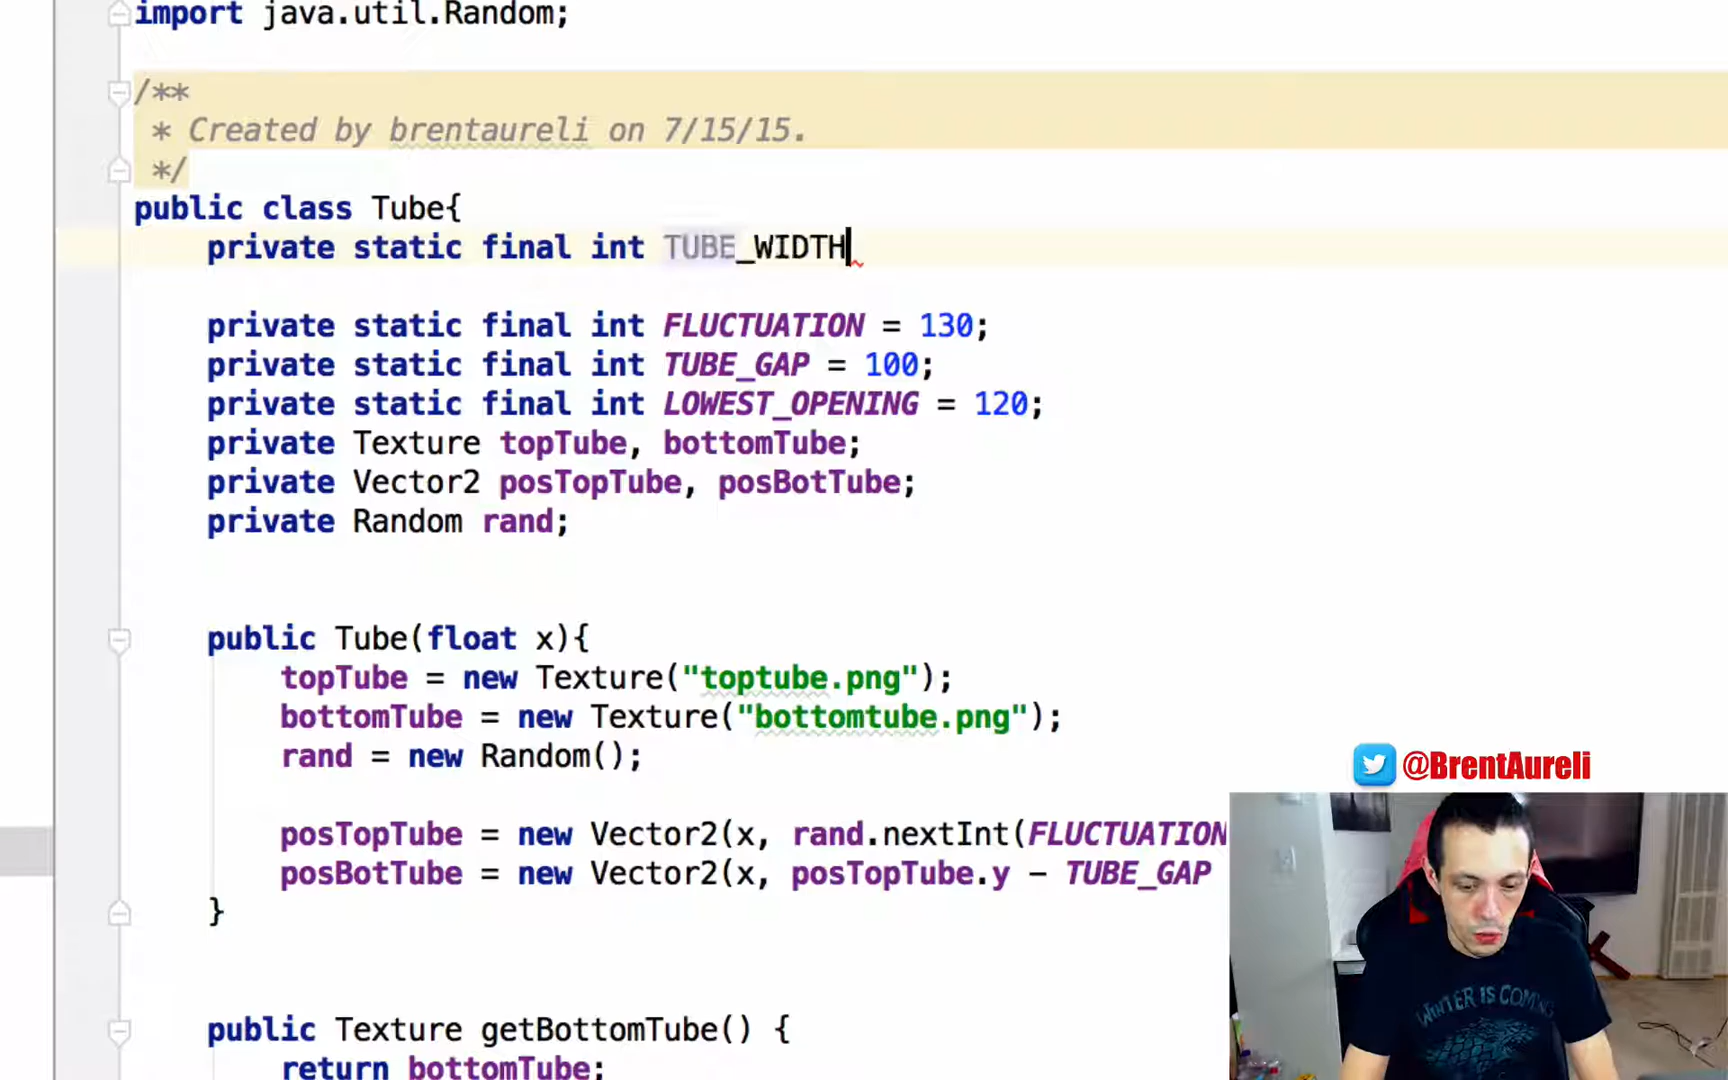 import java.util.Random;
/**
* Created by brentaureli on 7/15/15.
*/
public class Tube{
private static final int TUBE_WIDTH
private static final int FLUCTUATION = 130;
private static final int TUBE_GAP = 100;
private static final int LOWEST_OPENING = 120;
private Texture topTube, bottomTube;
private Vector2 posTopTube, posBotTube;
private Random rand;
public Tube(float x){
topTube = new Texture("toptube.png");
bottomTube = new Texture("bottomtube.png");
rand = new Random();
@BrentAureli
posTopTube = new Vector2(x, rand.nextInt(FLUCTUATION
posBotTube = new Vector2(x, posTopTube.y - TUBE_GAP
}
WINTER IS COMING
public Texture getBottomTube() {
return bottomTube;